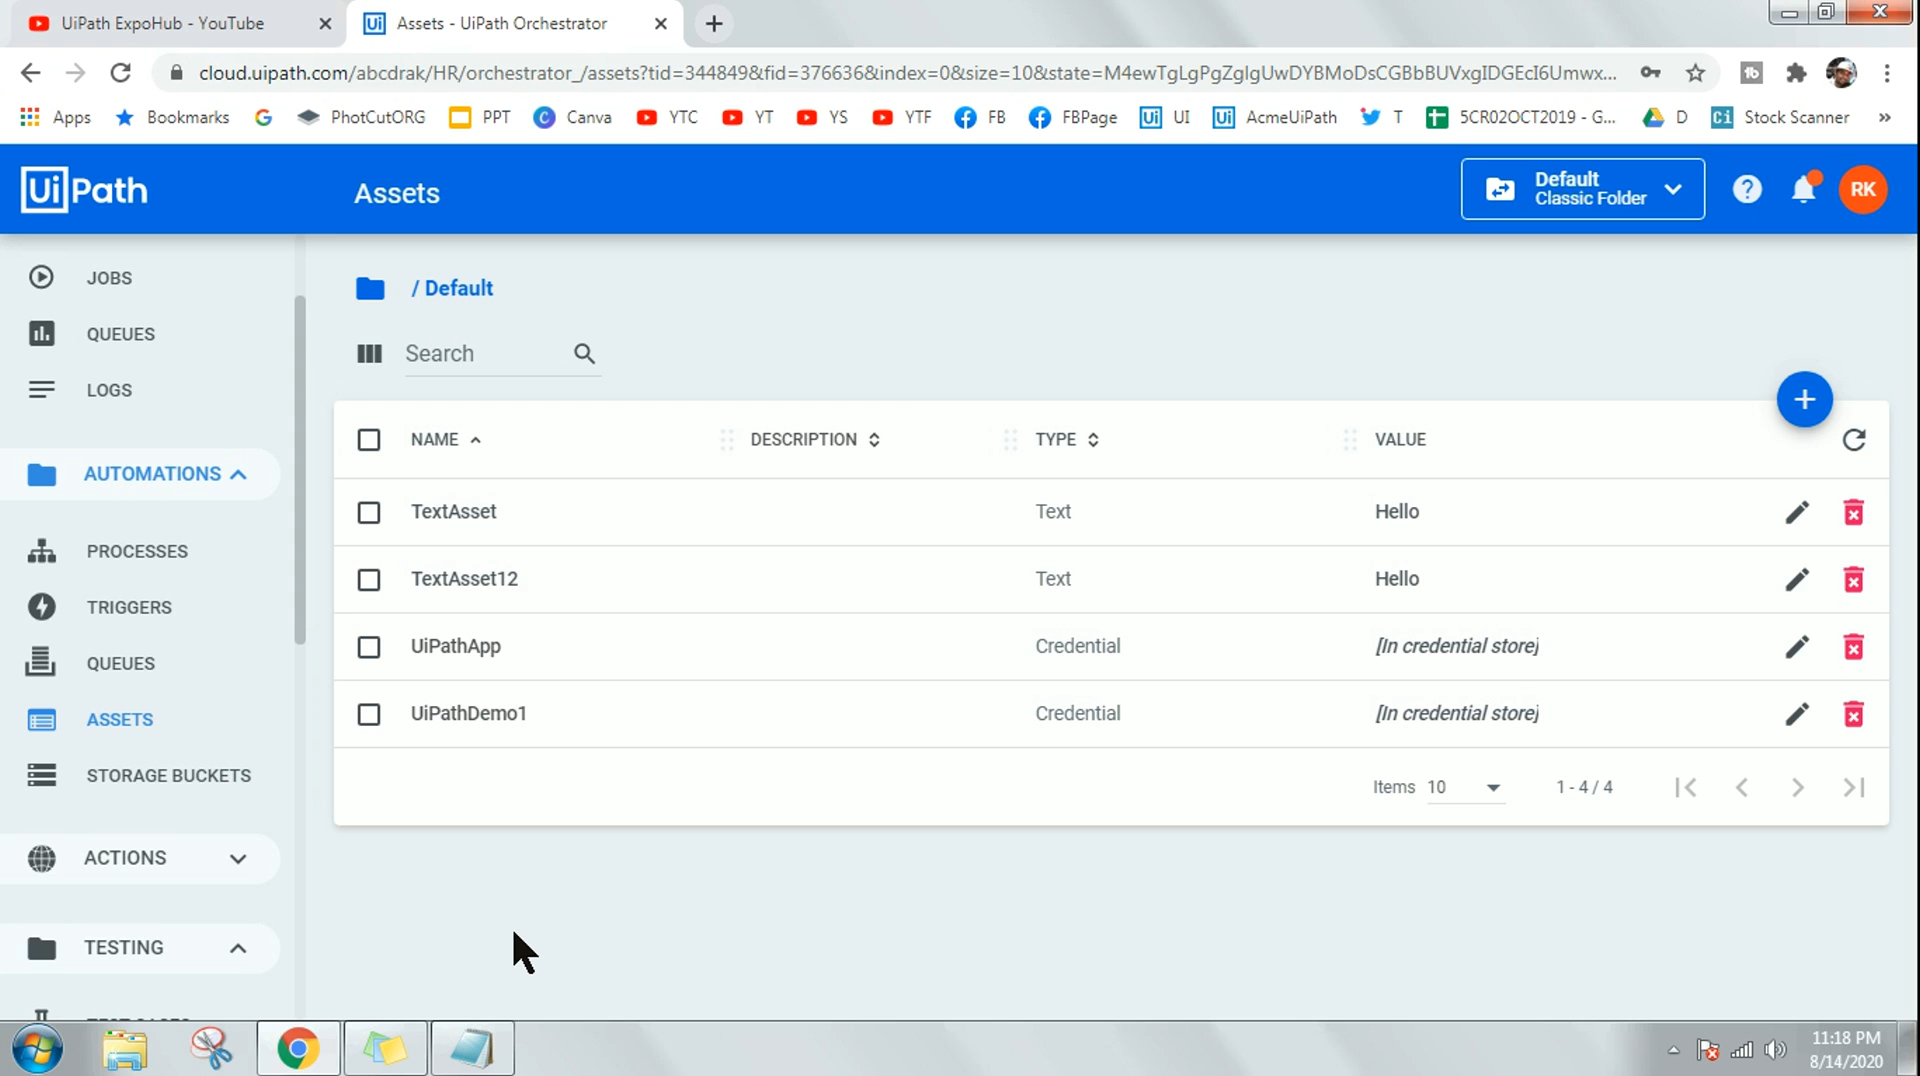 UiPath ExpoHub - YouTube
Assets - UiPath Orchestrator
cloud.uipath.com/abcdrak/HR/orchestrator_/assets?tid=344849&fid=376636&index=0&size=10&state=M4ewTgLgPgZglgUwDYBMoDsCGBbBUVxgIDGEcI6Umwx...
Apps
Bookmarks
PhotCutORG
PPT
Canva
YTC
YT
YS
YTF
FB
FBPage
UI
AcmeUiPath
T
5CR02OCT2019 - G...
D
Stock Scanner
»
UiPath
Assets
Default
Classic Folder
RK
JOBS
QUEUES
LOGS
AUTOMATIONS
PROCESSES
TRIGGERS
QUEUES
ASSETS
STORAGE BUCKETS
ACTIONS
TESTING
/ Default
Search
NAME DESCRIPTION TYPE VALUE
TextAsset Text Hello
TextAsset12 Text Hello
UiPathApp Credential [In credential store]
UiPathDemo1 Credential [In credential store]
Items 10 1 - 4 / 4
11:18 PM
8/14/2020